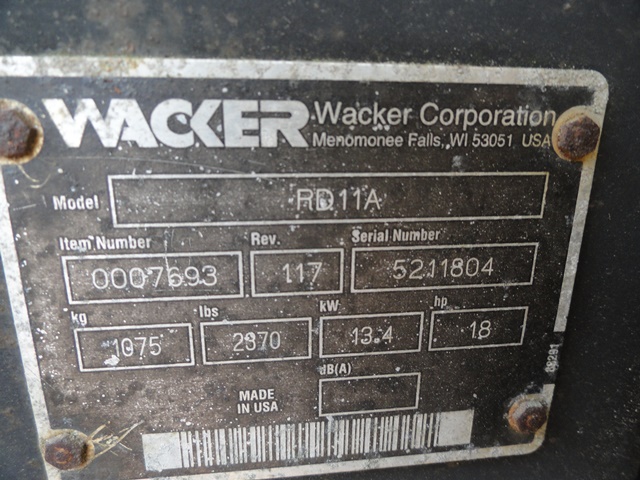 WACKER Wacker Corporation
Menomonee Falls, WI 53051 USA
Model RD11A
Item Number Rev. Serial Number
0007693 117 5211804
kg lbs kW hp
1075 2370 13.4 18
dB(A)
MADE
IN USA